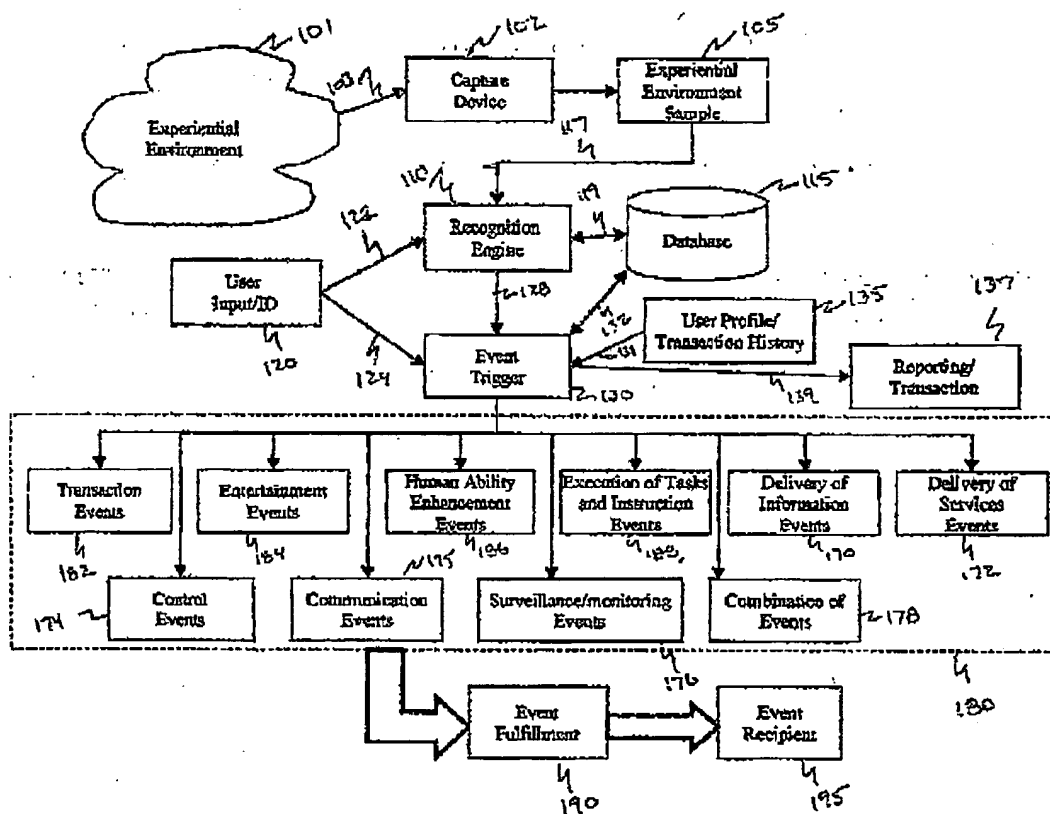 101
102
105
103
Capture
Device
Experiential
Environment
Sample
Experiential
Environment
117
110
119
115
122
Recognition
Engine
Database
User
Input/IO
128
132
135
137
User Profile/
Transaction History
120
124
Event
Trigger
131
130
139
Reporting/
Transaction
Transaction
Events
Entertainment
Events
Human Ability
Enhancement
Events
Execution of Tasks
and Instruction
Events
Delivery of
Information
Events
Delivery of
Services
Events
182
184
186
188
170
172
174
Control
Events
175
Communication
Events
Surveillance/monitoring
Events
Combination of
Events
178
176
180
Event
Fulfillment
Event
Recipient
190
195